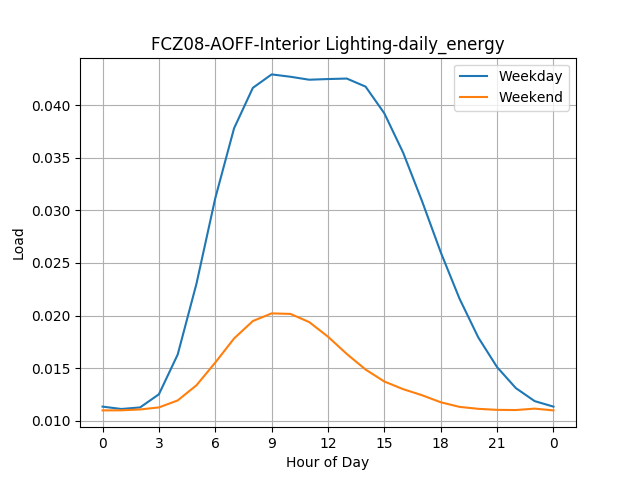 FCZ08-AOFF-Interior Lighting-daily_energy
Weekday
Weekend
0.040
0.035
0.030
0.025
0.020
0.015
0.010
Load
0 3 6 9 12 15 18 21 0
Hour of Day